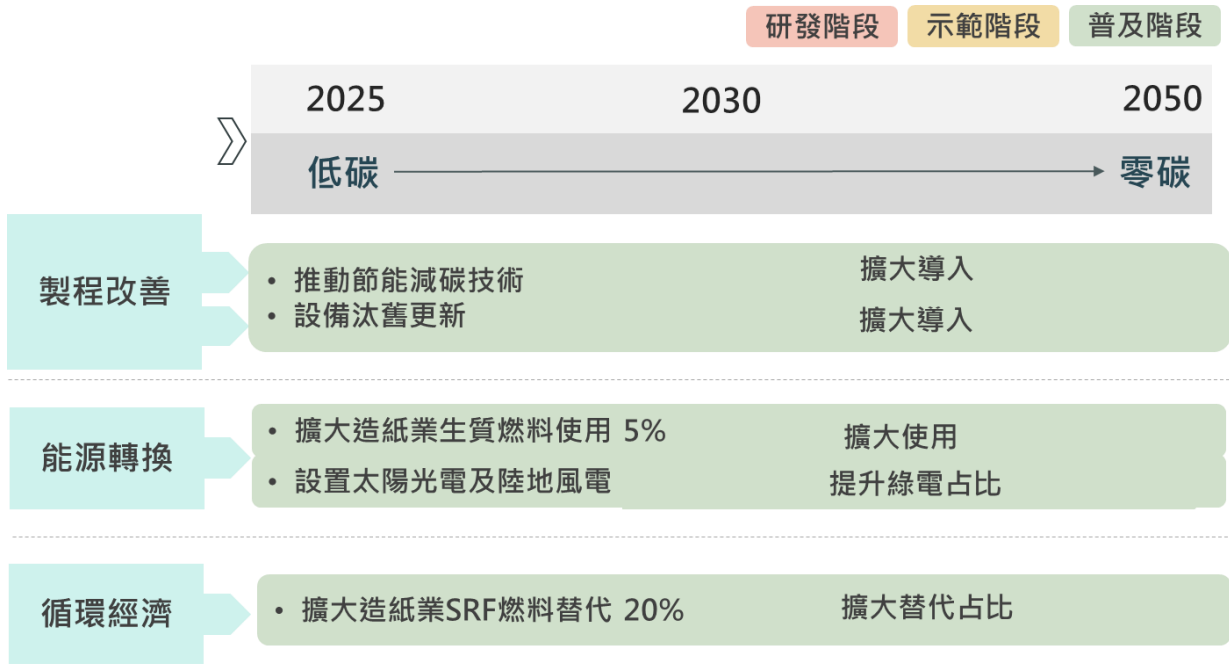 研發階段 示範階段 普及階段
2025 2030 2050
低碳 零碳
製程改善
• 推動節能減碳技術 擴大導入
• 設備汰舊更新 擴大導入
能源轉換
• 擴大造紙業生質燃料使用 5% 擴大使用
• 設置太陽光電及陸地風電 提升綠電占比
循環經濟
• 擴大造紙業SRF燃料替代 20% 擴大替代占比